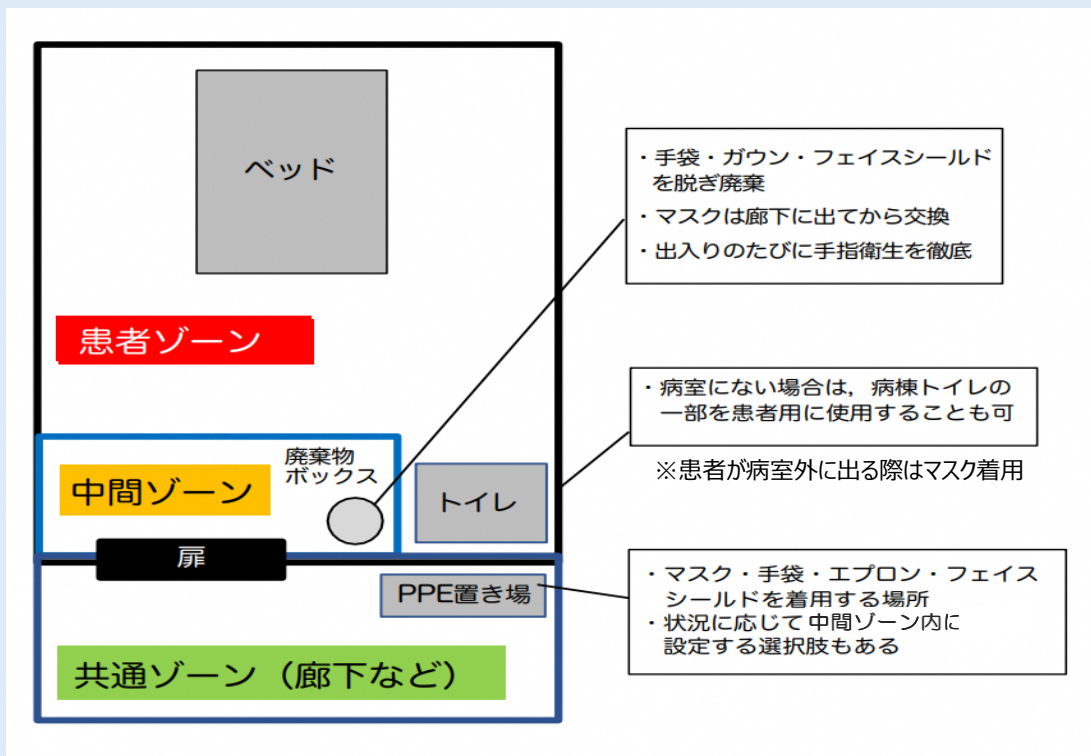 ベッド
患者ゾーン
中間ゾーン
廃棄物
ボックス
トイレ
扉
PPE置き場
共通ゾーン（廊下など）
・手袋・ガウン・フェイスシールド
を脱ぎ廃棄
・マスクは廊下に出てから交換
・出入りのたびに手指衛生を徹底
・病室にない場合は，病棟トイレの
一部を患者用に使用することも可
※患者が病室外に出る際はマスク着用
・マスク・手袋・エプロン・フェイス
シールドを着用する場所
・状況に応じて中間ゾーン内に
設定する選択肢もある